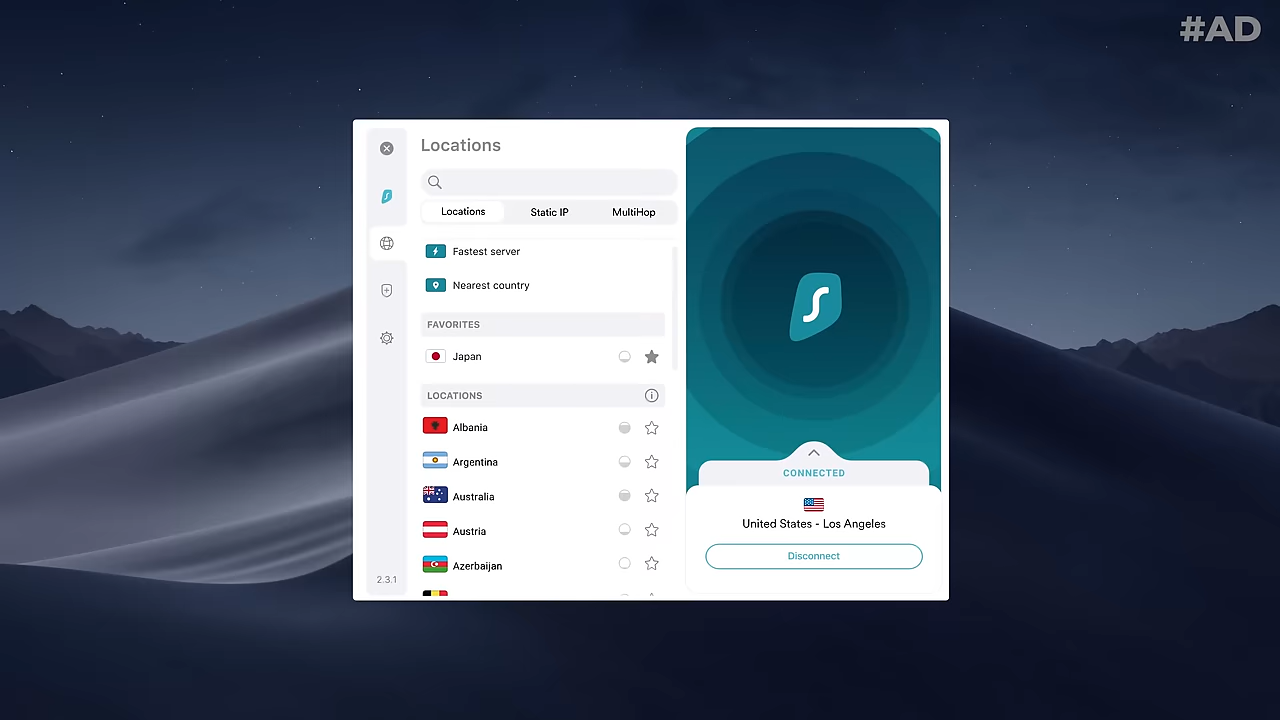 #AD
Locations
Locations Static IP MultiHop
Fastest server
Nearest country
FAVORITES
Japan
LOCATIONS
Albania
Argentina
Australia
Austria
Azerbaijan
2.3.1
CONNECTED
United States - Los Angeles
Disconnect